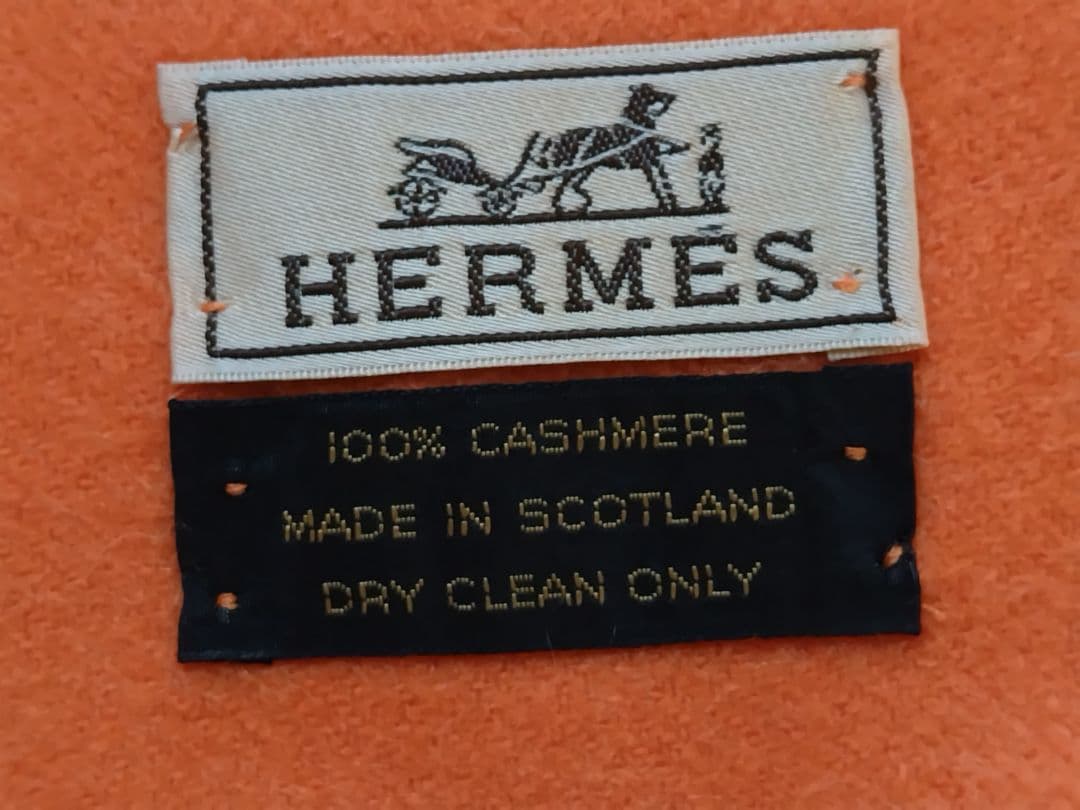 HERMÈS
100% CASHMERE
MADE IN SCOTLAND
DRY CLEAN ONLY